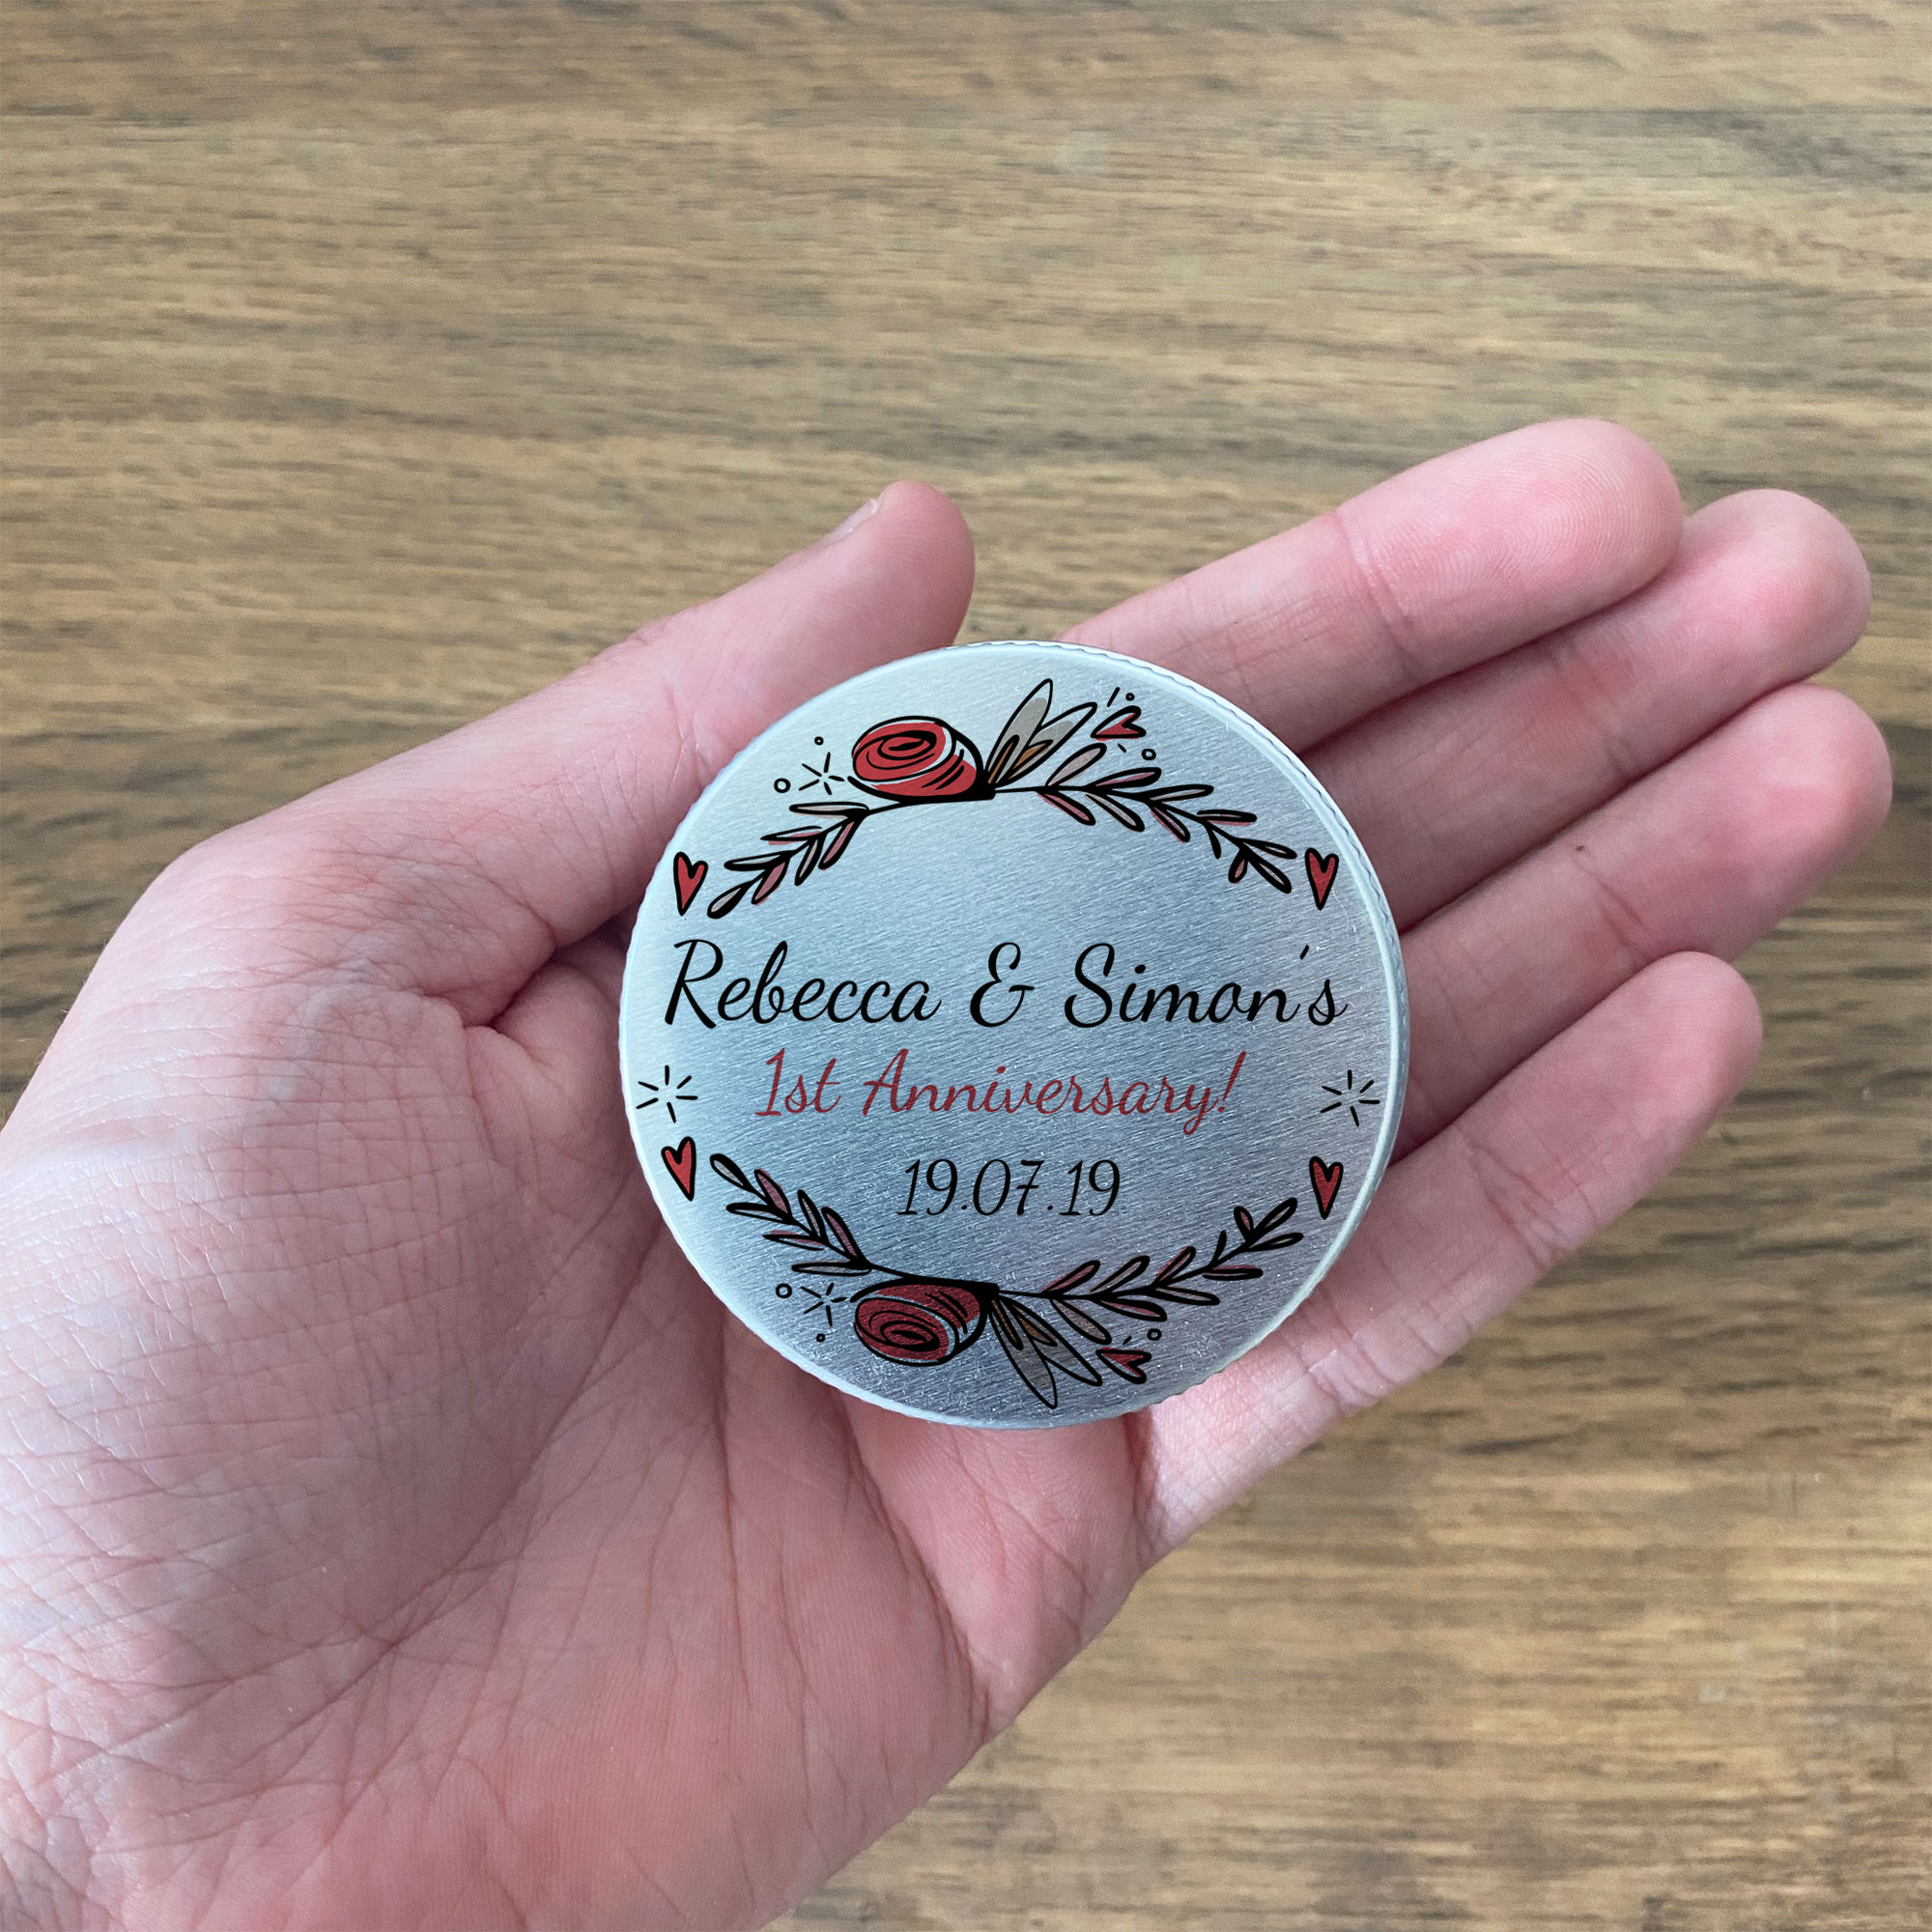 Rebecca & Simon's
1st Anniversary!
19.07.19